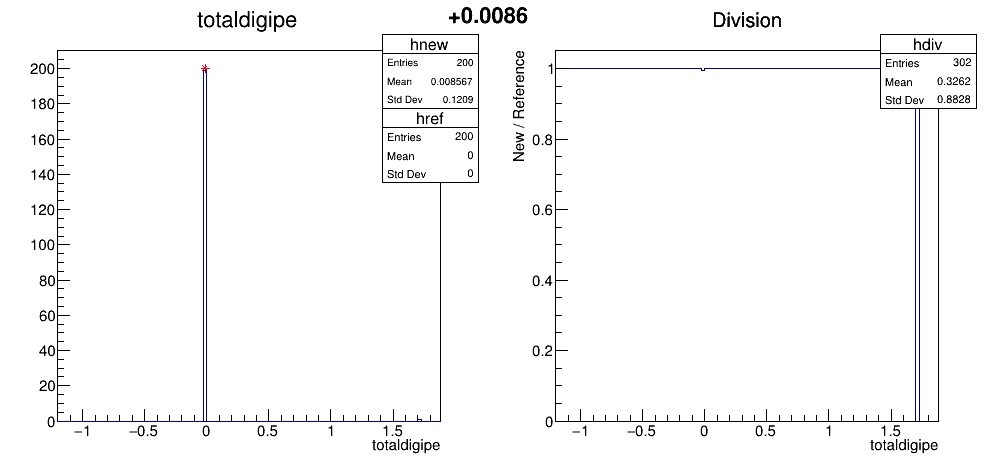 totaldigipe
+0.0086
hnew
Entries 200
Mean 0.008567
Std Dev 0.1209
href
Entries 200
Mean 0
Std Dev 0
200
180
160
140
120
100
80
60
40
20
0
−1 −0.5 0 0.5 1 1.5
totaldigipe
Division
hdiv
Entries 302
Mean 0.3262
Std Dev 0.8828
New / Reference
1
0.8
0.6
0.4
0.2
0
−1 −0.5 0 0.5 1 1.5
totaldigipe